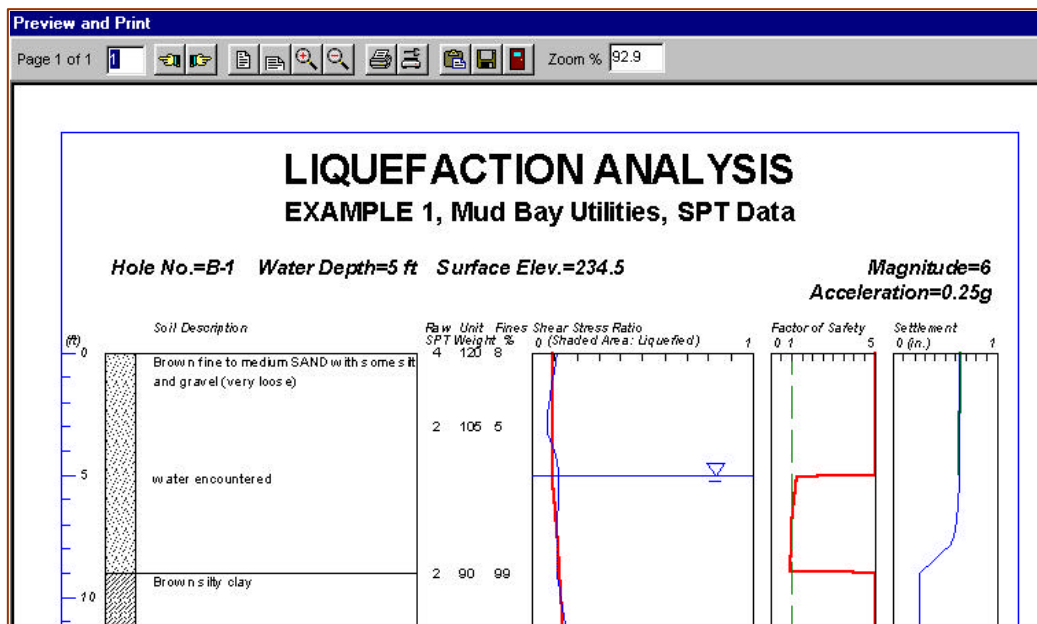 Preview and Print
Page 1 of 1 1 Zoom % 92.9
LIQUEFACTION ANALYSIS
EXAMPLE 1, Mud Bay Utilities, SPT Data
Hole No.=B-1 Water Depth=5 ft Surface Elev.=234.5 Magnitude=6
Acceleration=0.25g
Soil Description Raw Unit Fines Shear Stress Ratio Factor of Safety Settlement
(ft) SPT Weight % 0 (Shaded Area: Liquefied) 1 0 1 5 0 (in.) 1
0 Brown fine to medium SAND with some silt 4 120 8
and gravel (very loose)
2 105 5
5 water encountered
Brown silty clay 2 90 99
10